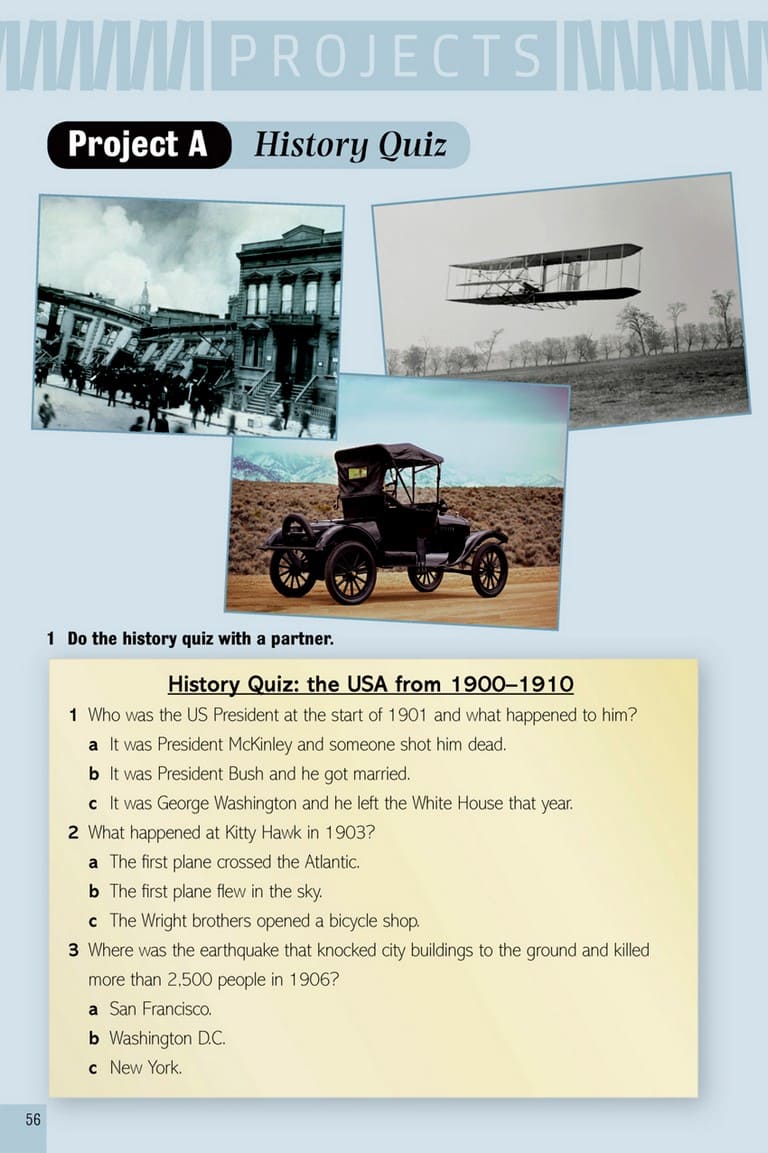 PROJECTS
Project A History Quiz
1 Do the history quiz with a partner.
History Quiz: the USA from 1900–1910
1 Who was the US President at the start of 1901 and what happened to him?
a It was President McKinley and someone shot him dead.
b It was President Bush and he got married.
c It was George Washington and he left the White House that year.
2 What happened at Kitty Hawk in 1903?
a The first plane crossed the Atlantic.
b The first plane flew in the sky.
c The Wright brothers opened a bicycle shop.
3 Where was the earthquake that knocked city buildings to the ground and killed
more than 2,500 people in 1906?
a San Francisco.
b Washington D.C.
c New York.
56